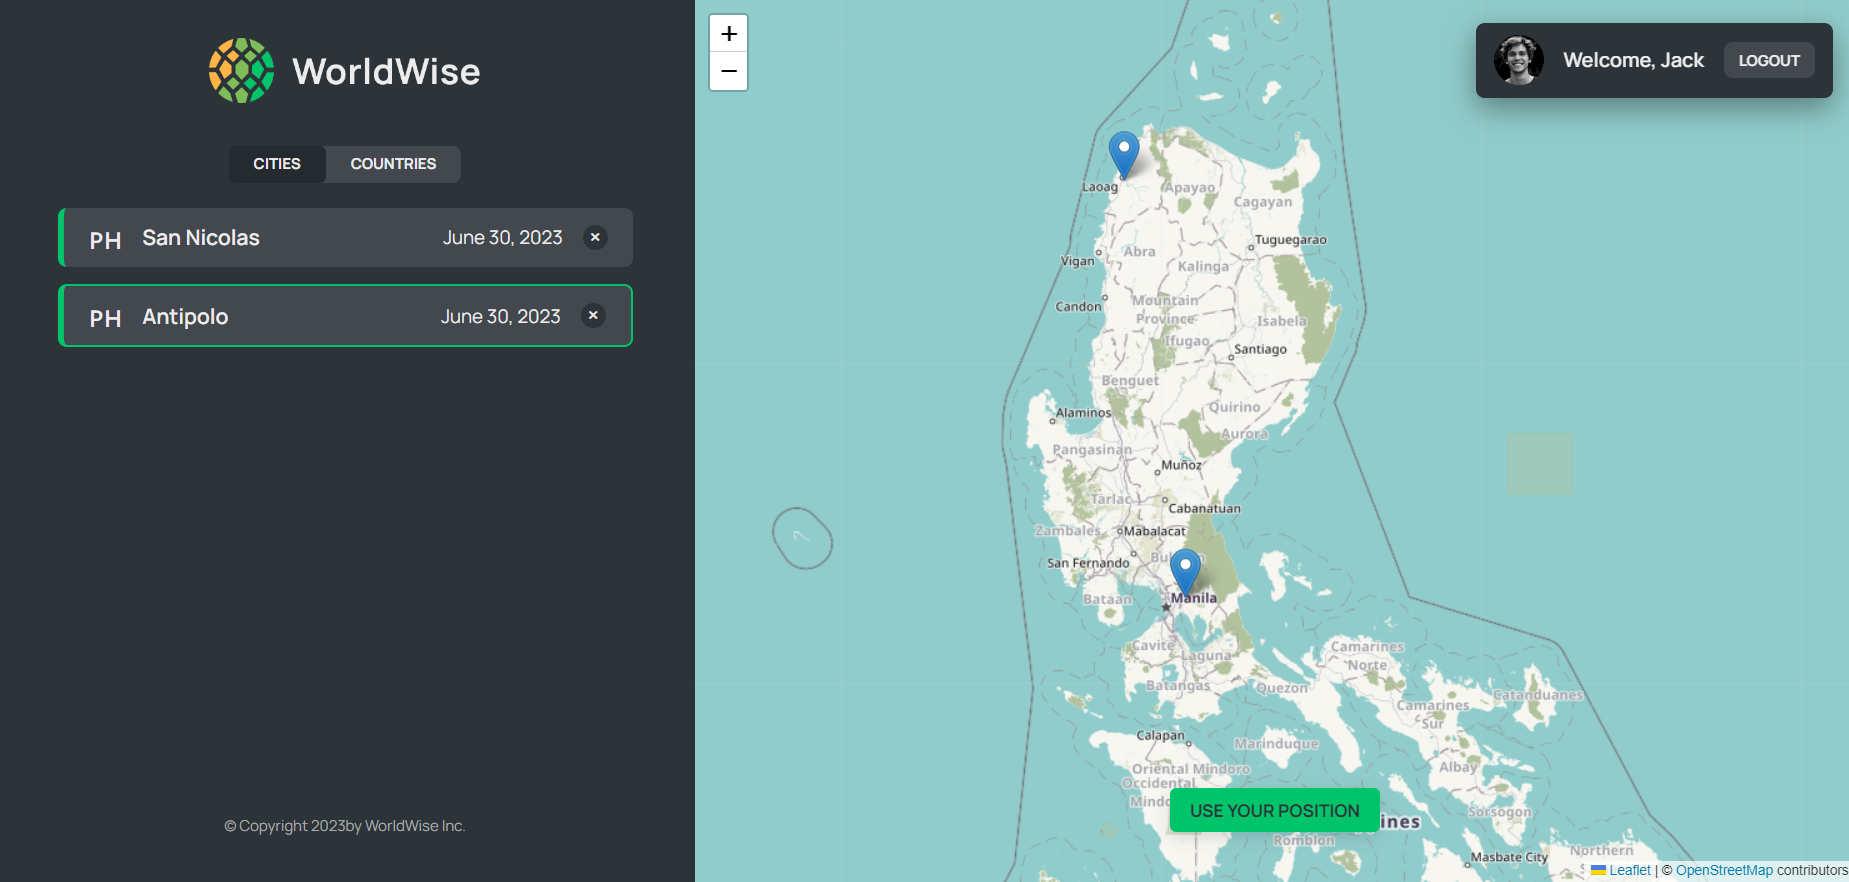 WorldWise
CITIES
COUNTRIES
PH San Nicolas June 30, 2023 ×
PH Antipolo June 30, 2023 ×
© Copyright 2023by WorldWise Inc.
+
−
Welcome, Jack
LOGOUT
Laoag
Apayao
Cagayan
Tuguegarao
Abra
Vigan
Kalinga
Candon
Mountain
Province
Isabela
Ifugao
Santiago
Benguet
Quirino
Alaminos
Aurora
Pangasinan
Muñoz
Tarlac
Cabanatuan
Zambales
Mabalacat
San Fernando
Bataan
Manila
Cavite
Laguna
Camarines
Norte
Batangas
Quezon
Catanduanes
Camarines
Sur
Calapan
Marinduque
Albay
Oriental Mindoro
Occidental
USE YOUR POSITION
Sorsogon
Romblon
Northern
Masbate City
Leaflet | © OpenStreetMap contributors